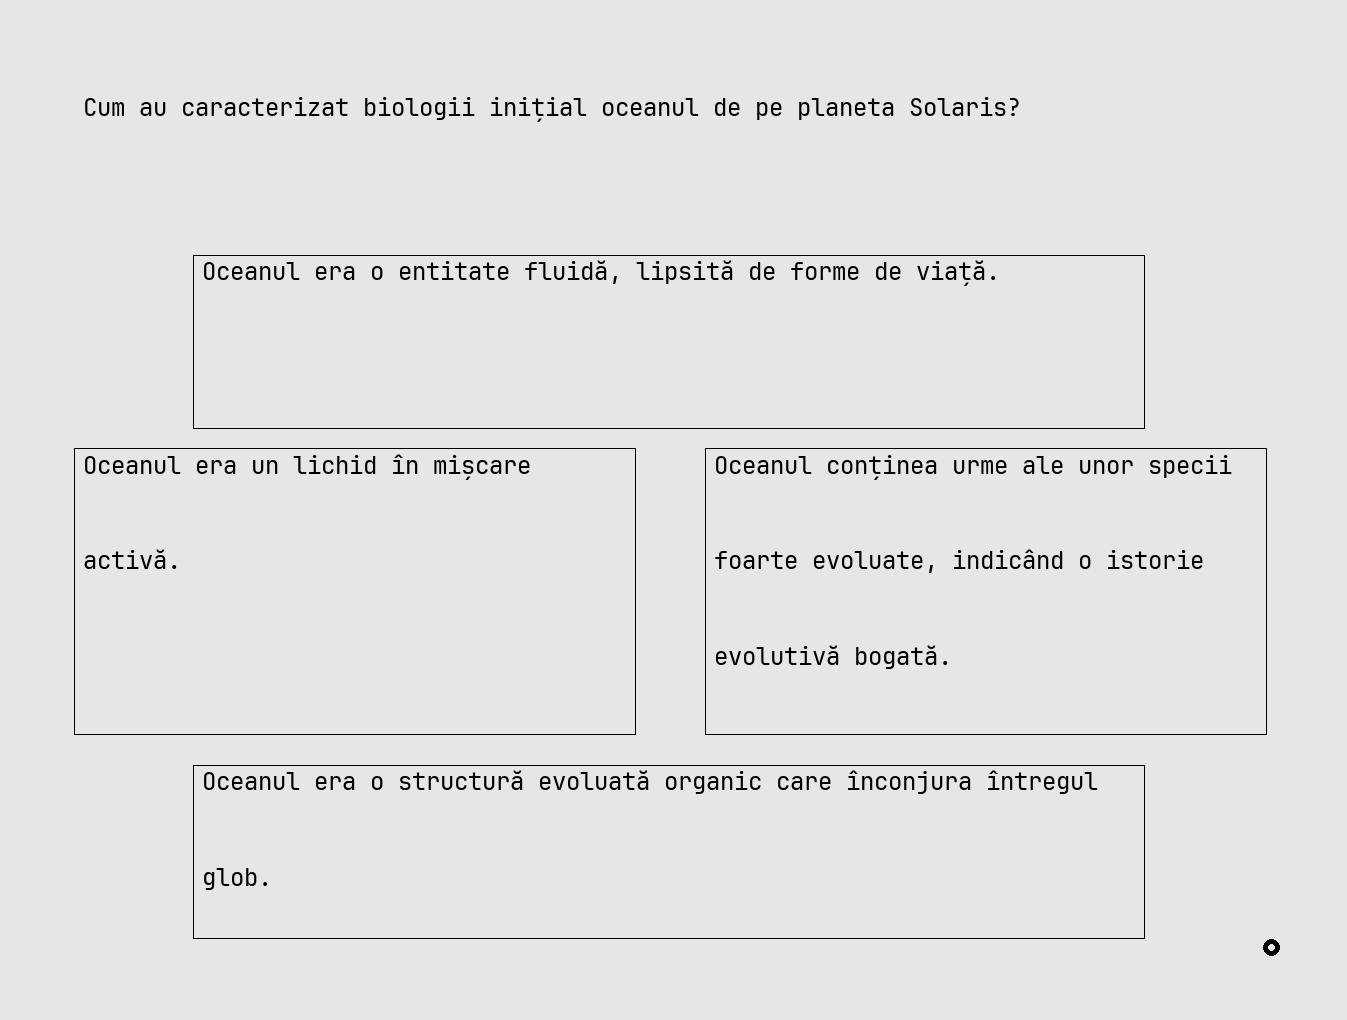 Cum au caracterizat biologii inițial oceanul de pe planeta Solaris?
Oceanul era o entitate fluidă, lipsită de forme de viață.
Oceanul era un lichid în mișcare
activă.
Oceanul conținea urme ale unor specii
foarte evoluate, indicând o istorie
evolutivă bogată.
Oceanul era o structură evoluată organic care înconjura întregul
glob.